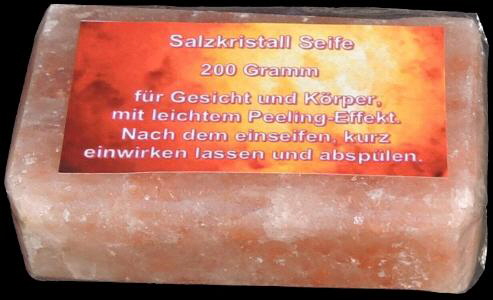 Salzkristall Seife
200 Gramm
für Gesicht und Körper,
mit leichtem Peeling-Effekt.
Nach dem einseifen, kurz
einwirken lassen und abspülen.